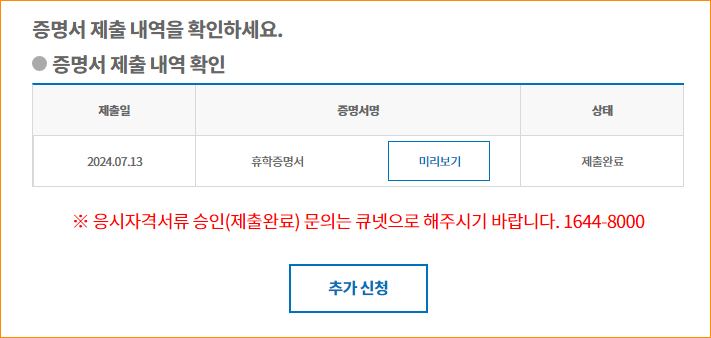 증명서 제출 내역을 확인하세요.
증명서 제출 내역 확인
제출일 증명서명 상태
2024.07.13 휴학증명서 미리보기 제출완료
※ 응시자격서류 승인(제출완료) 문의는 큐넷으로 해주시기 바랍니다. 1644-8000
추가 신청